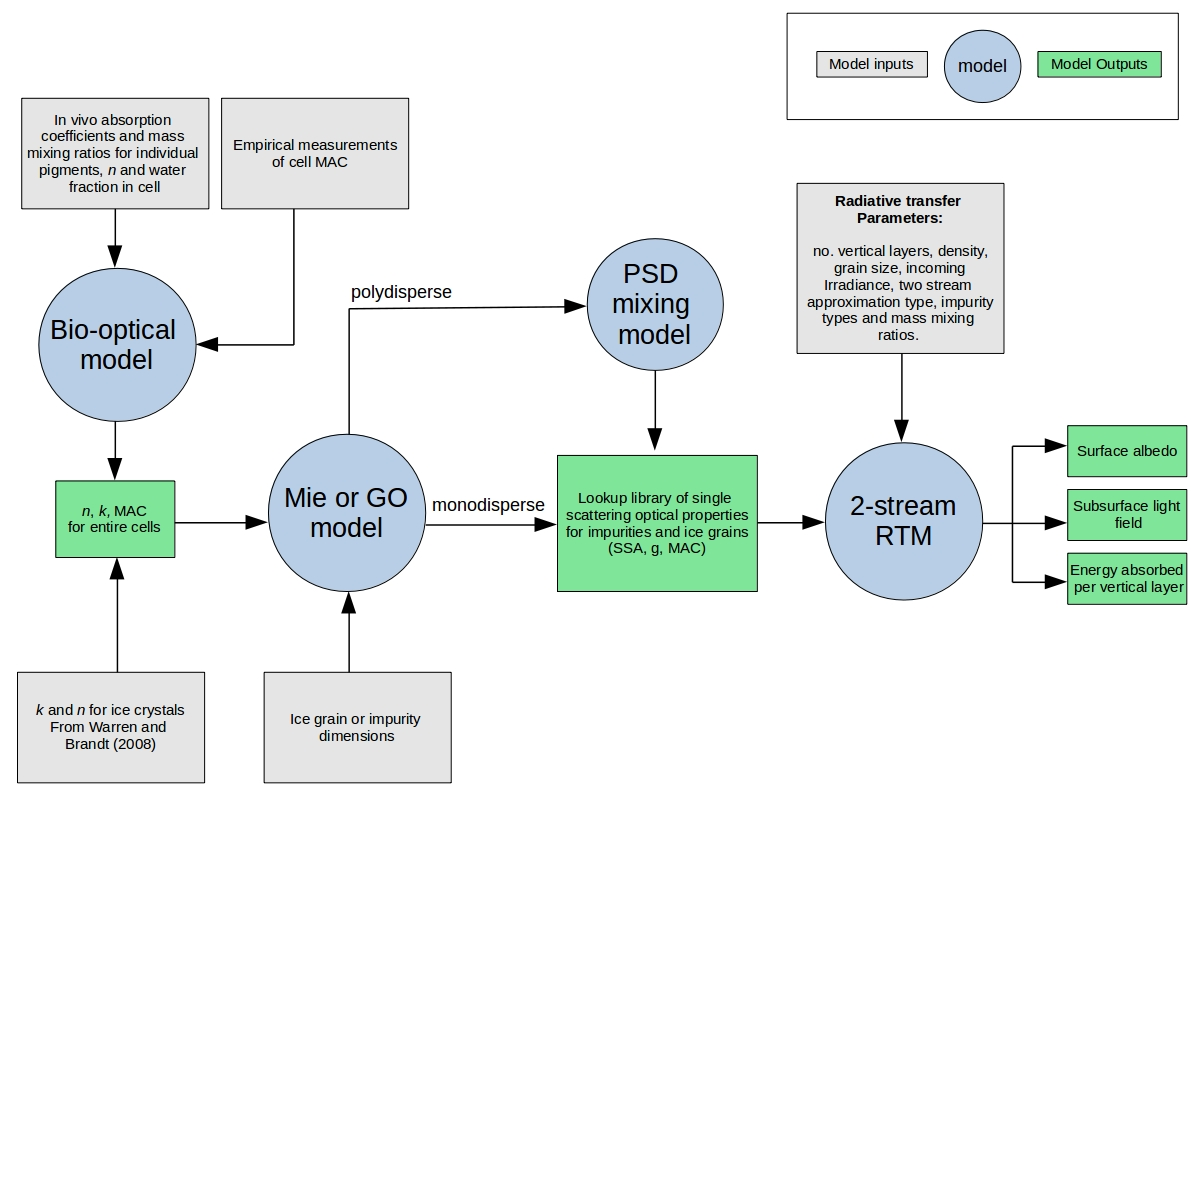 Model inputs
model
Model Outputs
In vivo absorption
coefficients and mass
mixing ratios for individual
pigments, n and water
fraction in cell
Empirical measurements
of cell MAC
Radiative transfer
Parameters:
no. vertical layers, density,
grain size, incoming
Irradiance, two stream
approximation type, impurity
types and mass mixing
ratios.
Bio-optical
model
polydisperse
PSD
mixing
model
n, k, MAC
for entire cells
Mie or GO
model
monodisperse
Lookup library of single
scattering optical properties
for impurities and ice grains
(SSA, g, MAC)
2-stream
RTM
Surface albedo
Subsurface light
field
Energy absorbed
per vertical layer
k and n for ice crystals
From Warren and
Brandt (2008)
Ice grain or impurity
dimensions